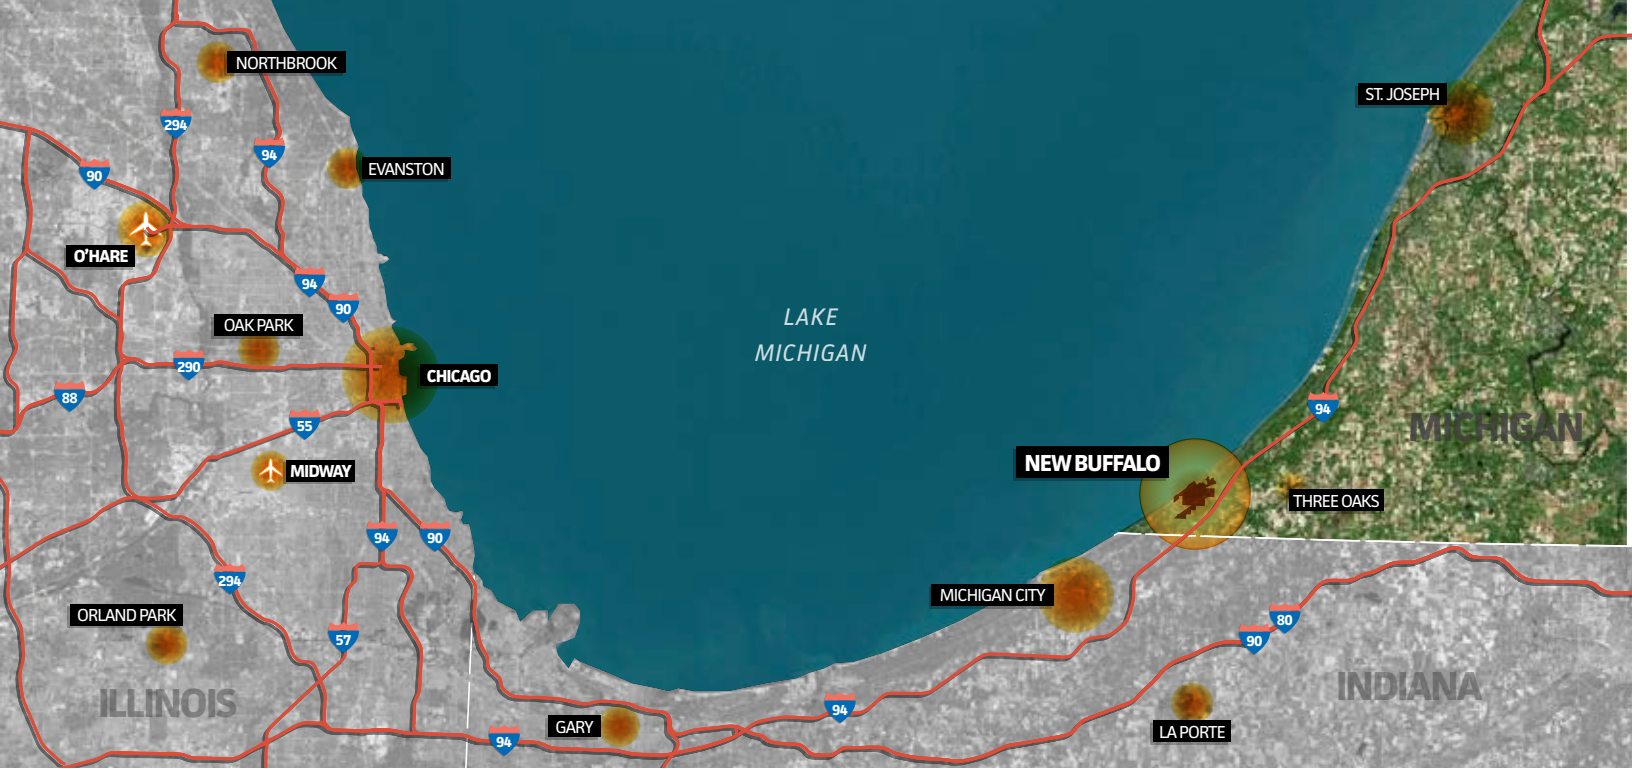 NORTHBROOK
ST. JOSEPH
294
94
EVANSTON
90
O'HARE
94
90
LAKE
MICHIGAN
OAK PARK
290
CHICAGO
88
94
55
MICHIGAN
NEW BUFFALO
MIDWAY
THREE OAKS
94
90
294
MICHIGAN CITY
ORLAND PARK
80
57
90
INDIANA
ILLINOIS
94
LA PORTE
GARY
94